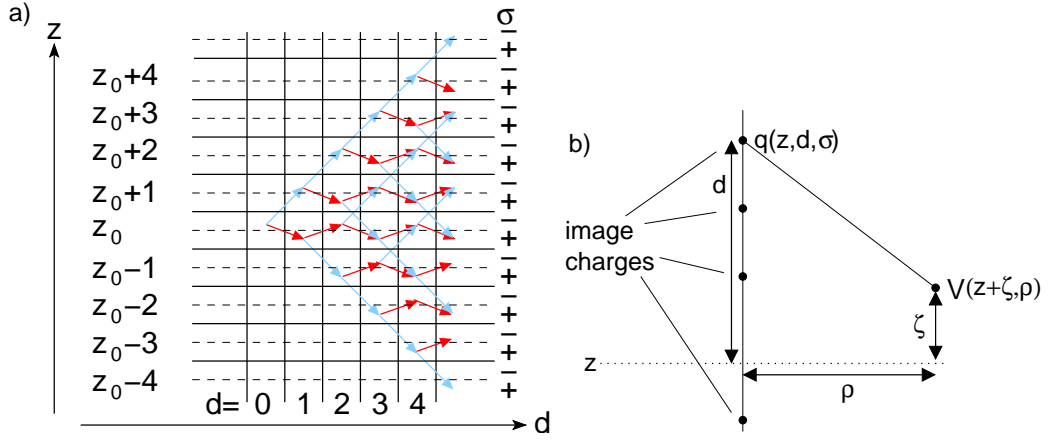 a)
z
σ
−
+
z₀+4
−
+
z₀+3
−
+
z₀+2
−
+
z₀+1
−
+
z₀
−
+
z₀−1
−
+
z₀−2
−
+
z₀−3
−
+
z₀−4
−
+
d= 0 1 2 3 4
d
b)
q(z,d,σ)
d
image
charges
V(z+ζ,ρ)
ζ
z
ρ